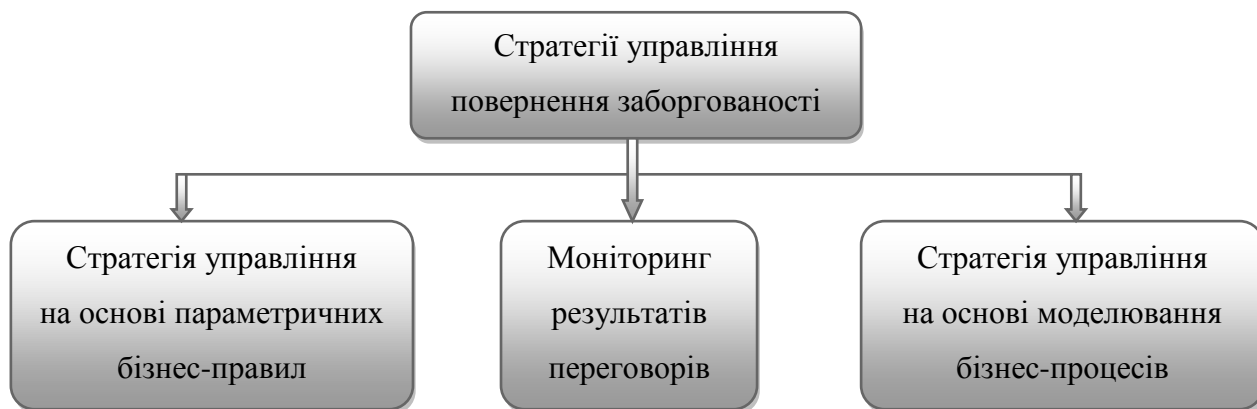 Стратегії управління
повернення заборгованості
Стратегія управління
на основі параметричних
бізнес-правил
Моніторинг
результатів
переговорів
Стратегія управління
на основі моделювання
бізнес-процесів